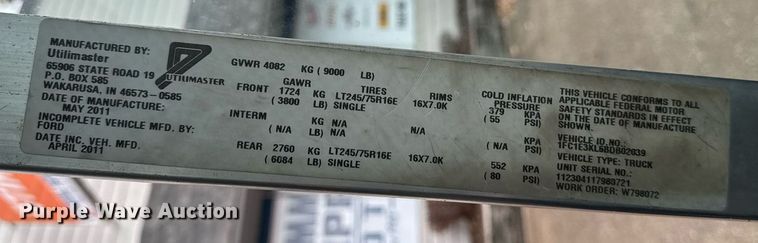 MANUFACTURED BY:
Utilimaster
65906 STATE ROAD 19
P.O. BOX 585
WAKARUSA, IN 46573-0585
DATE OF MANUFACTURE:
MAY 2011
INCOMPLETE VEHICLE MFD. BY:
FORD
DATE INC. VEH. MFD.
APRIL 2011
UTILIMASTER
GVWR 4082 KG ( 9000 LB)
GAWR TIRES RIMS COLD INFLATION PRESSURE
FRONT 1724 KG LT245/75R16E 16X7.0K 379 KPA
(3800 LB) SINGLE ( 55 PSI)
INTERM KG
( N/A LB) N/A N/A ( N/A KPA PSI)
REAR 2760 KG LT245/75R16E 16X7.0K 552 KPA
(6084 LB) SINGLE ( 80 PSI)
THIS VEHICLE CONFORMS TO ALL
APPLICABLE FEDERAL MOTOR
SAFETY STANDARDS IN EFFECT
ON THE DATE OF MANUFACTURE
SHOWN ABOVE.
VEHICLE ID NO.:
1FC1E3KL6BDB02039
VEHICLE TYPE: TRUCK
UNIT SERIAL NO.:
112304117980721
WORK ORDER: W798072
Purple Wave Auction